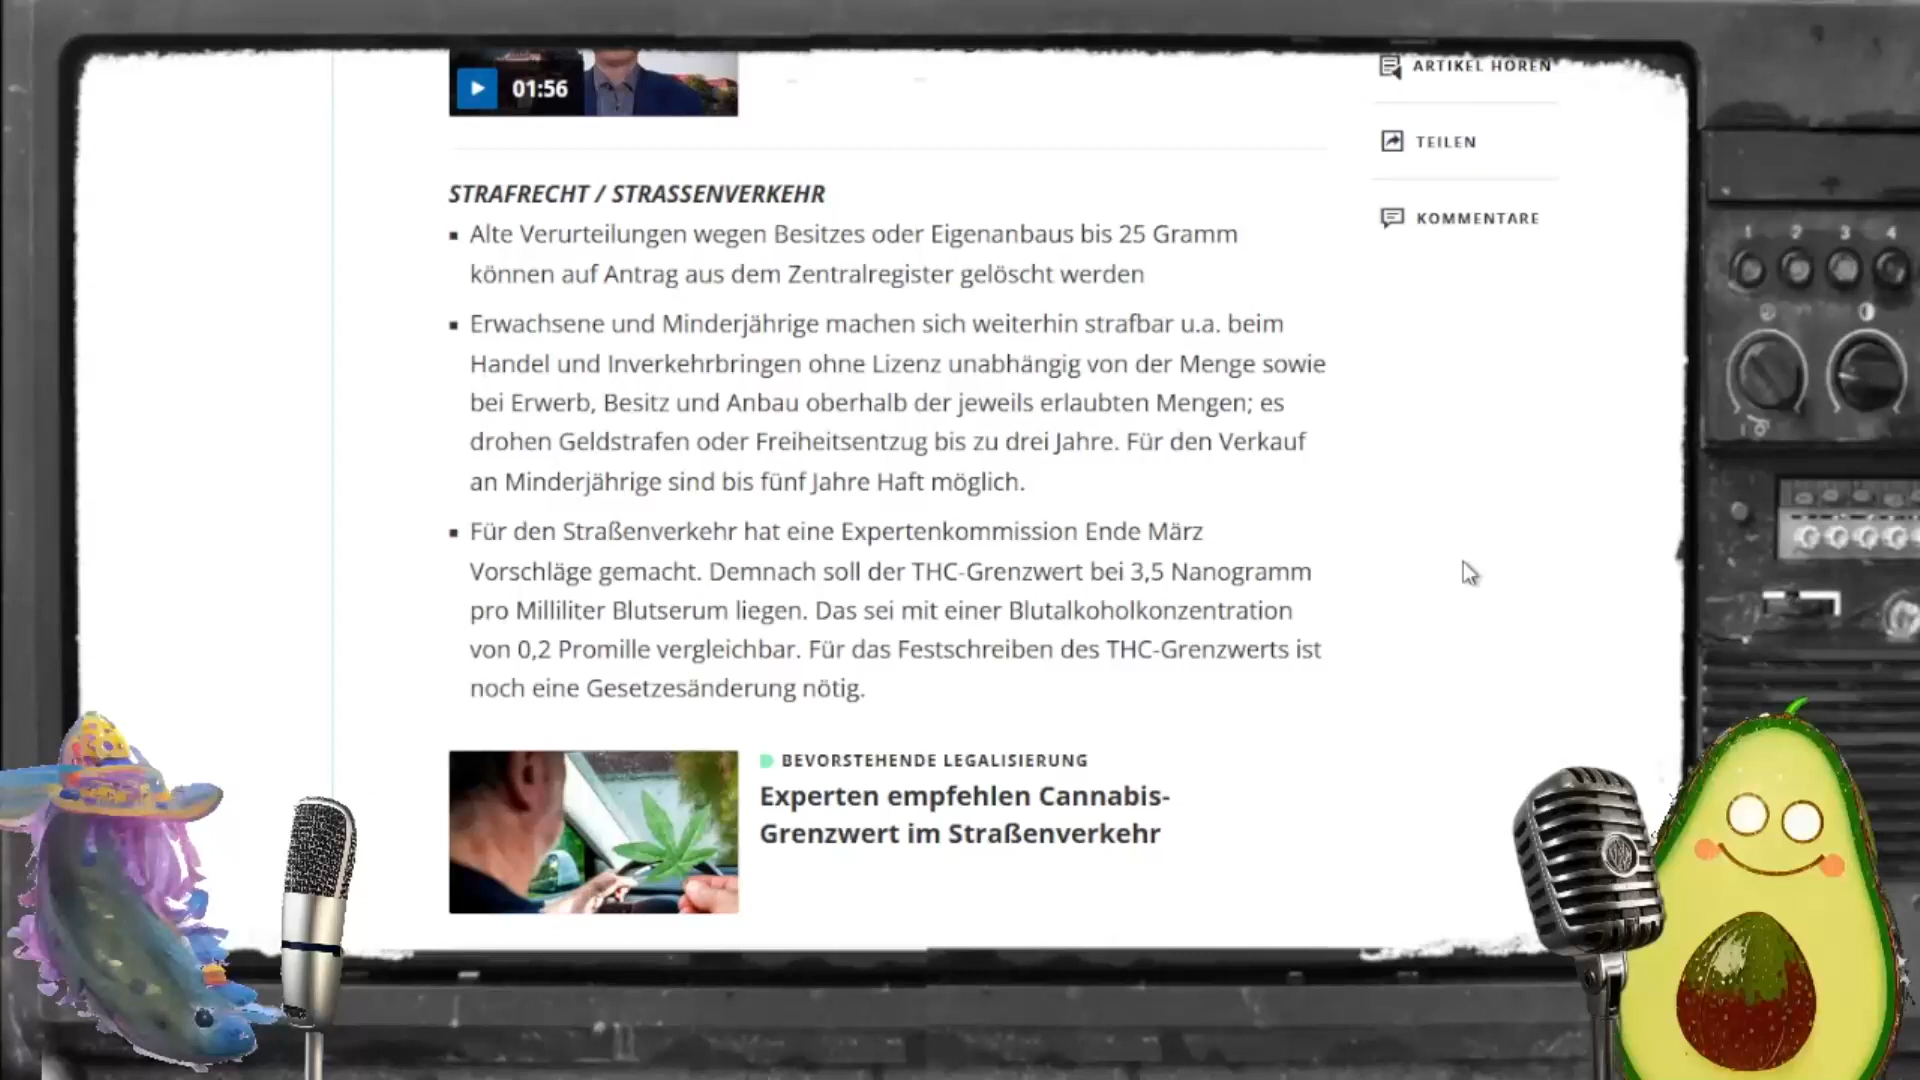 01:56
ARTIKEL HÖREN
TEILEN
KOMMENTARE
STRAFRECHT / STRASSENVERKEHR
Alte Verurteilungen wegen Besitzes oder Eigenanbaus bis 25 Gramm
können auf Antrag aus dem Zentralregister gelöscht werden
Erwachsene und Minderjährige machen sich weiterhin strafbar u.a. beim
Handel und Inverkehrbringen ohne Lizenz unabhängig von der Menge sowie
bei Erwerb, Besitz und Anbau oberhalb der jeweils erlaubten Mengen; es
drohen Geldstrafen oder Freiheitsentzug bis zu drei Jahre. Für den Verkauf
an Minderjährige sind bis fünf Jahre Haft möglich.
Für den Straßenverkehr hat eine Expertenkommission Ende März
Vorschläge gemacht. Demnach soll der THC-Grenzwert bei 3,5 Nanogramm
pro Milliliter Blutserum liegen. Das sei mit einer Blutalkoholkonzentration
von 0,2 Promille vergleichbar. Für das Festschreiben des THC-Grenzwerts ist
noch eine Gesetzesänderung nötig.
BEVORSTEHENDE LEGALISIERUNG
Experten empfehlen Cannabis-
Grenzwert im Straßenverkehr
1 2 3 4